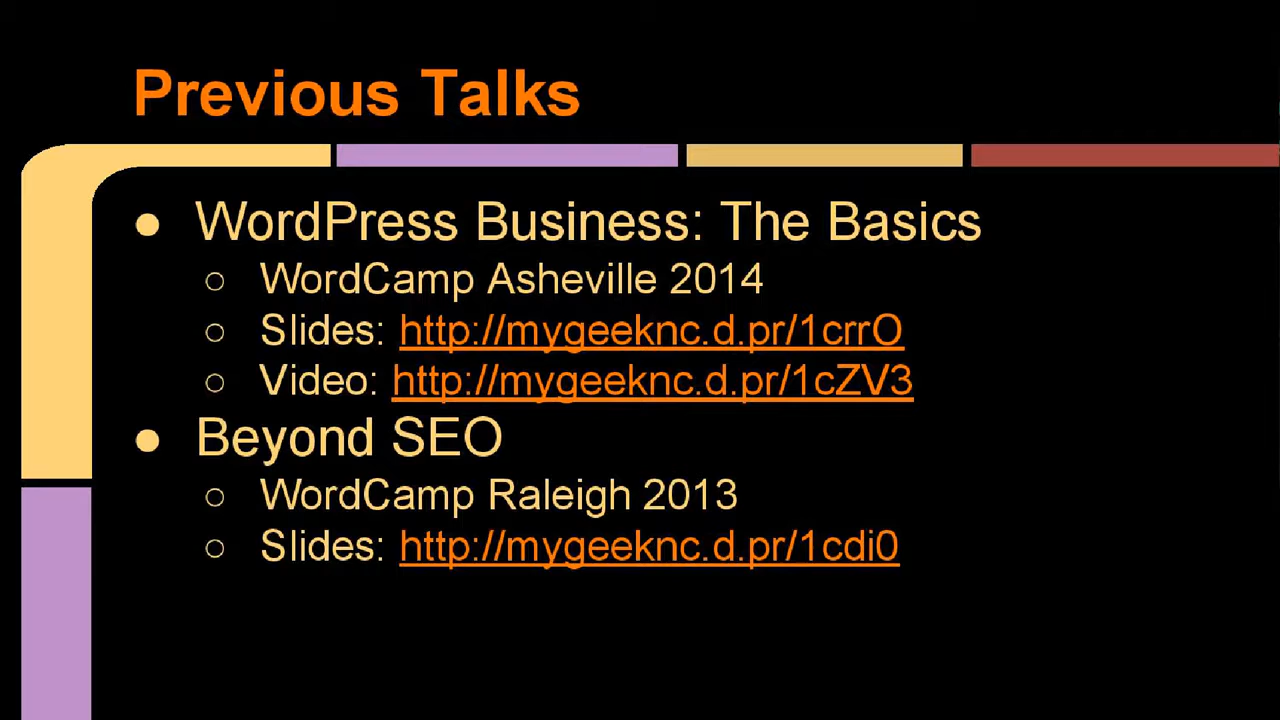 Previous Talks
● WordPress Business: The Basics
○ WordCamp Asheville 2014
○ Slides: http://mygeeknc.d.pr/1crrO
○ Video: http://mygeeknc.d.pr/1cZV3
● Beyond SEO
○ WordCamp Raleigh 2013
○ Slides: http://mygeeknc.d.pr/1cdi0